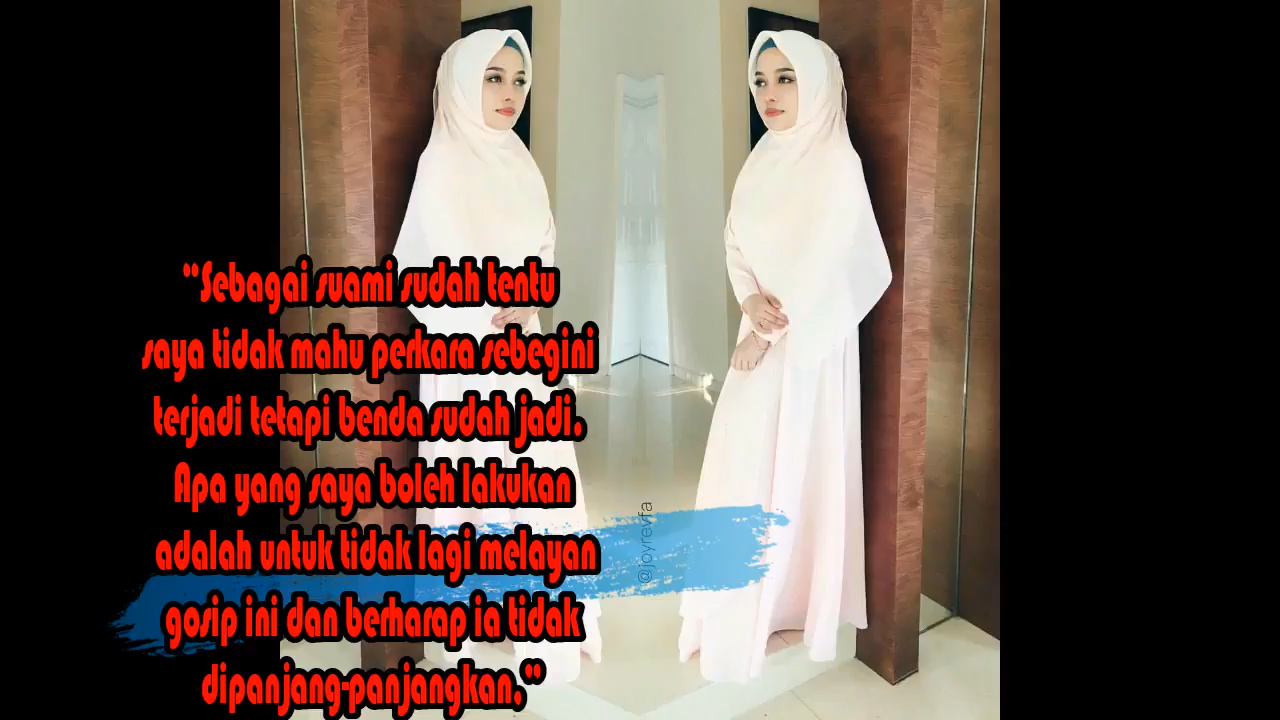 "Sebagai suami sudah tentu
saya tidak mahu perkara sebegini
terjadi tetapi benda sudah jadi.
Apa yang saya boleh lakukan
adalah untuk tidak lagi melayan
gosip ini dan berharap ia tidak
dipanjang-panjangkan."
@joyrevfa